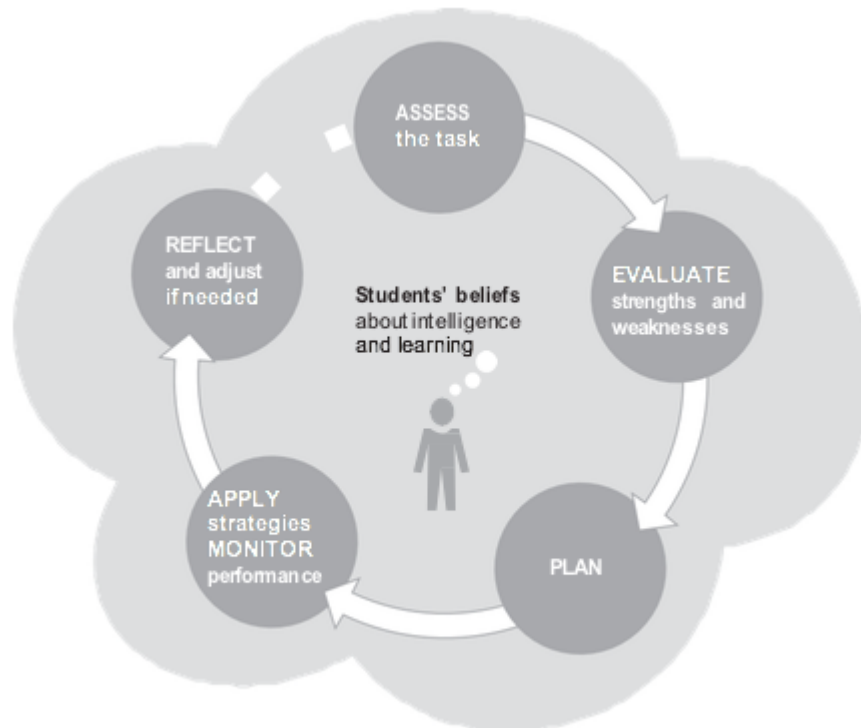 ASSESS
the task
EVALUATE
strengths and
weaknesses
PLAN
APPLY
strategies
MONITOR
performance
REFLECT
and adjust
if needed
Students' beliefs
about intelligence
and learning